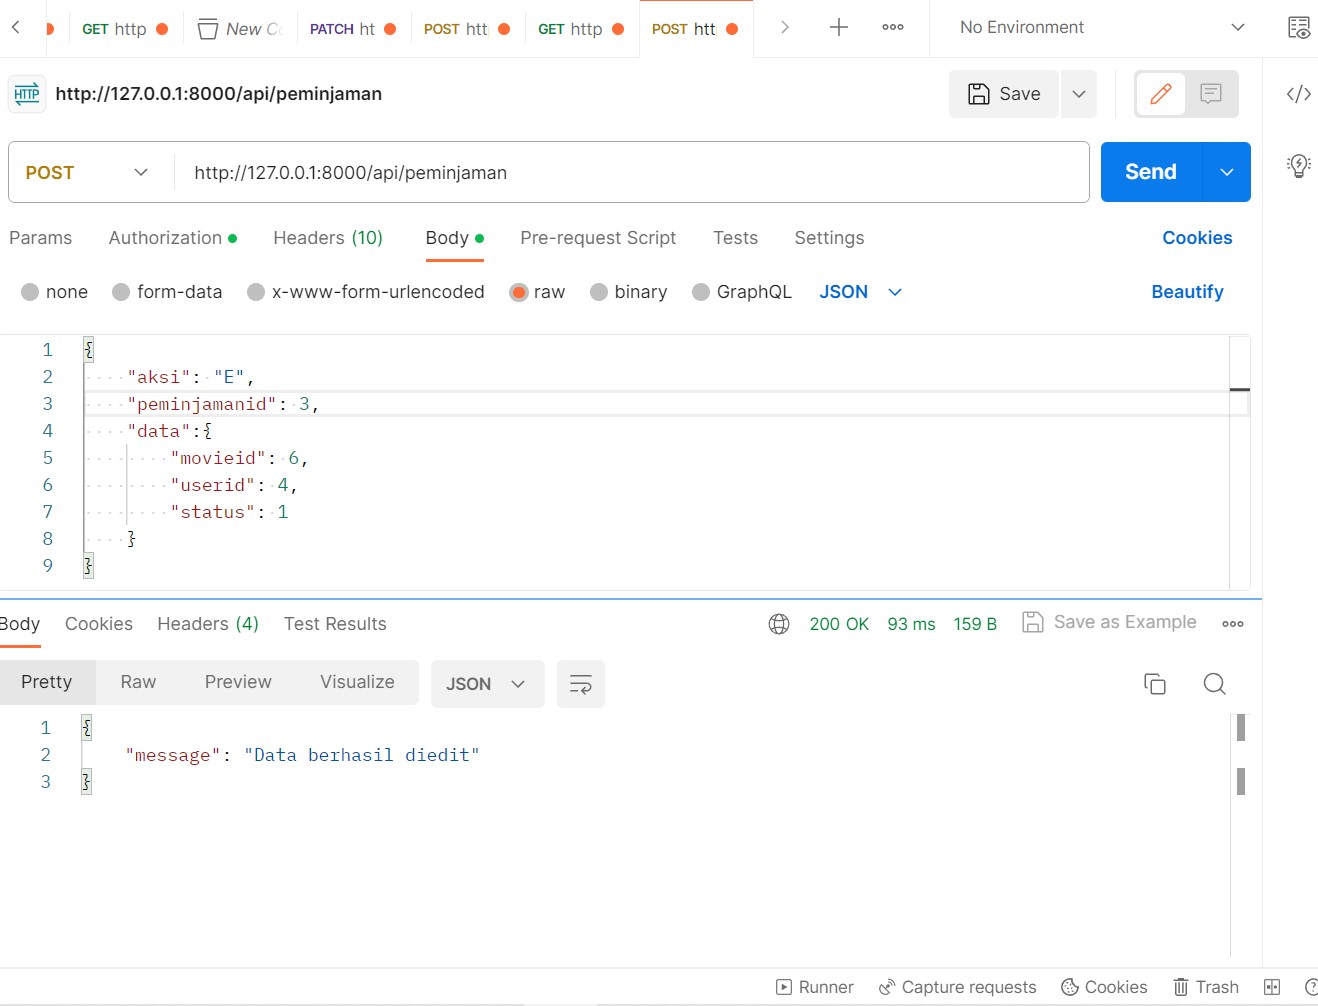 GET http
New Co
PATCH ht
POST htt
GET http
POST htt
No Environment
HTTP
http://127.0.0.1:8000/api/peminjaman
Save
POST
http://127.0.0.1:8000/api/peminjaman
Send
Params
Authorization
Headers (10)
Body
Pre-request Script
Tests
Settings
Cookies
none
form-data
x-www-form-urlencoded
raw
binary
GraphQL
JSON
Beautify
1 {
2 "aksi": "E",
3 "peminjamanid": 3,
4 "data":{
5 "movieid": 6,
6 "userid": 4,
7 "status": 1
8 }
9 }
Body
Cookies
Headers (4)
Test Results
200 OK
93 ms
159 B
Save as Example
Pretty
Raw
Preview
Visualize
JSON
1 {
2 "message": "Data berhasil diedit"
3 }
Runner
Capture requests
Cookies
Trash